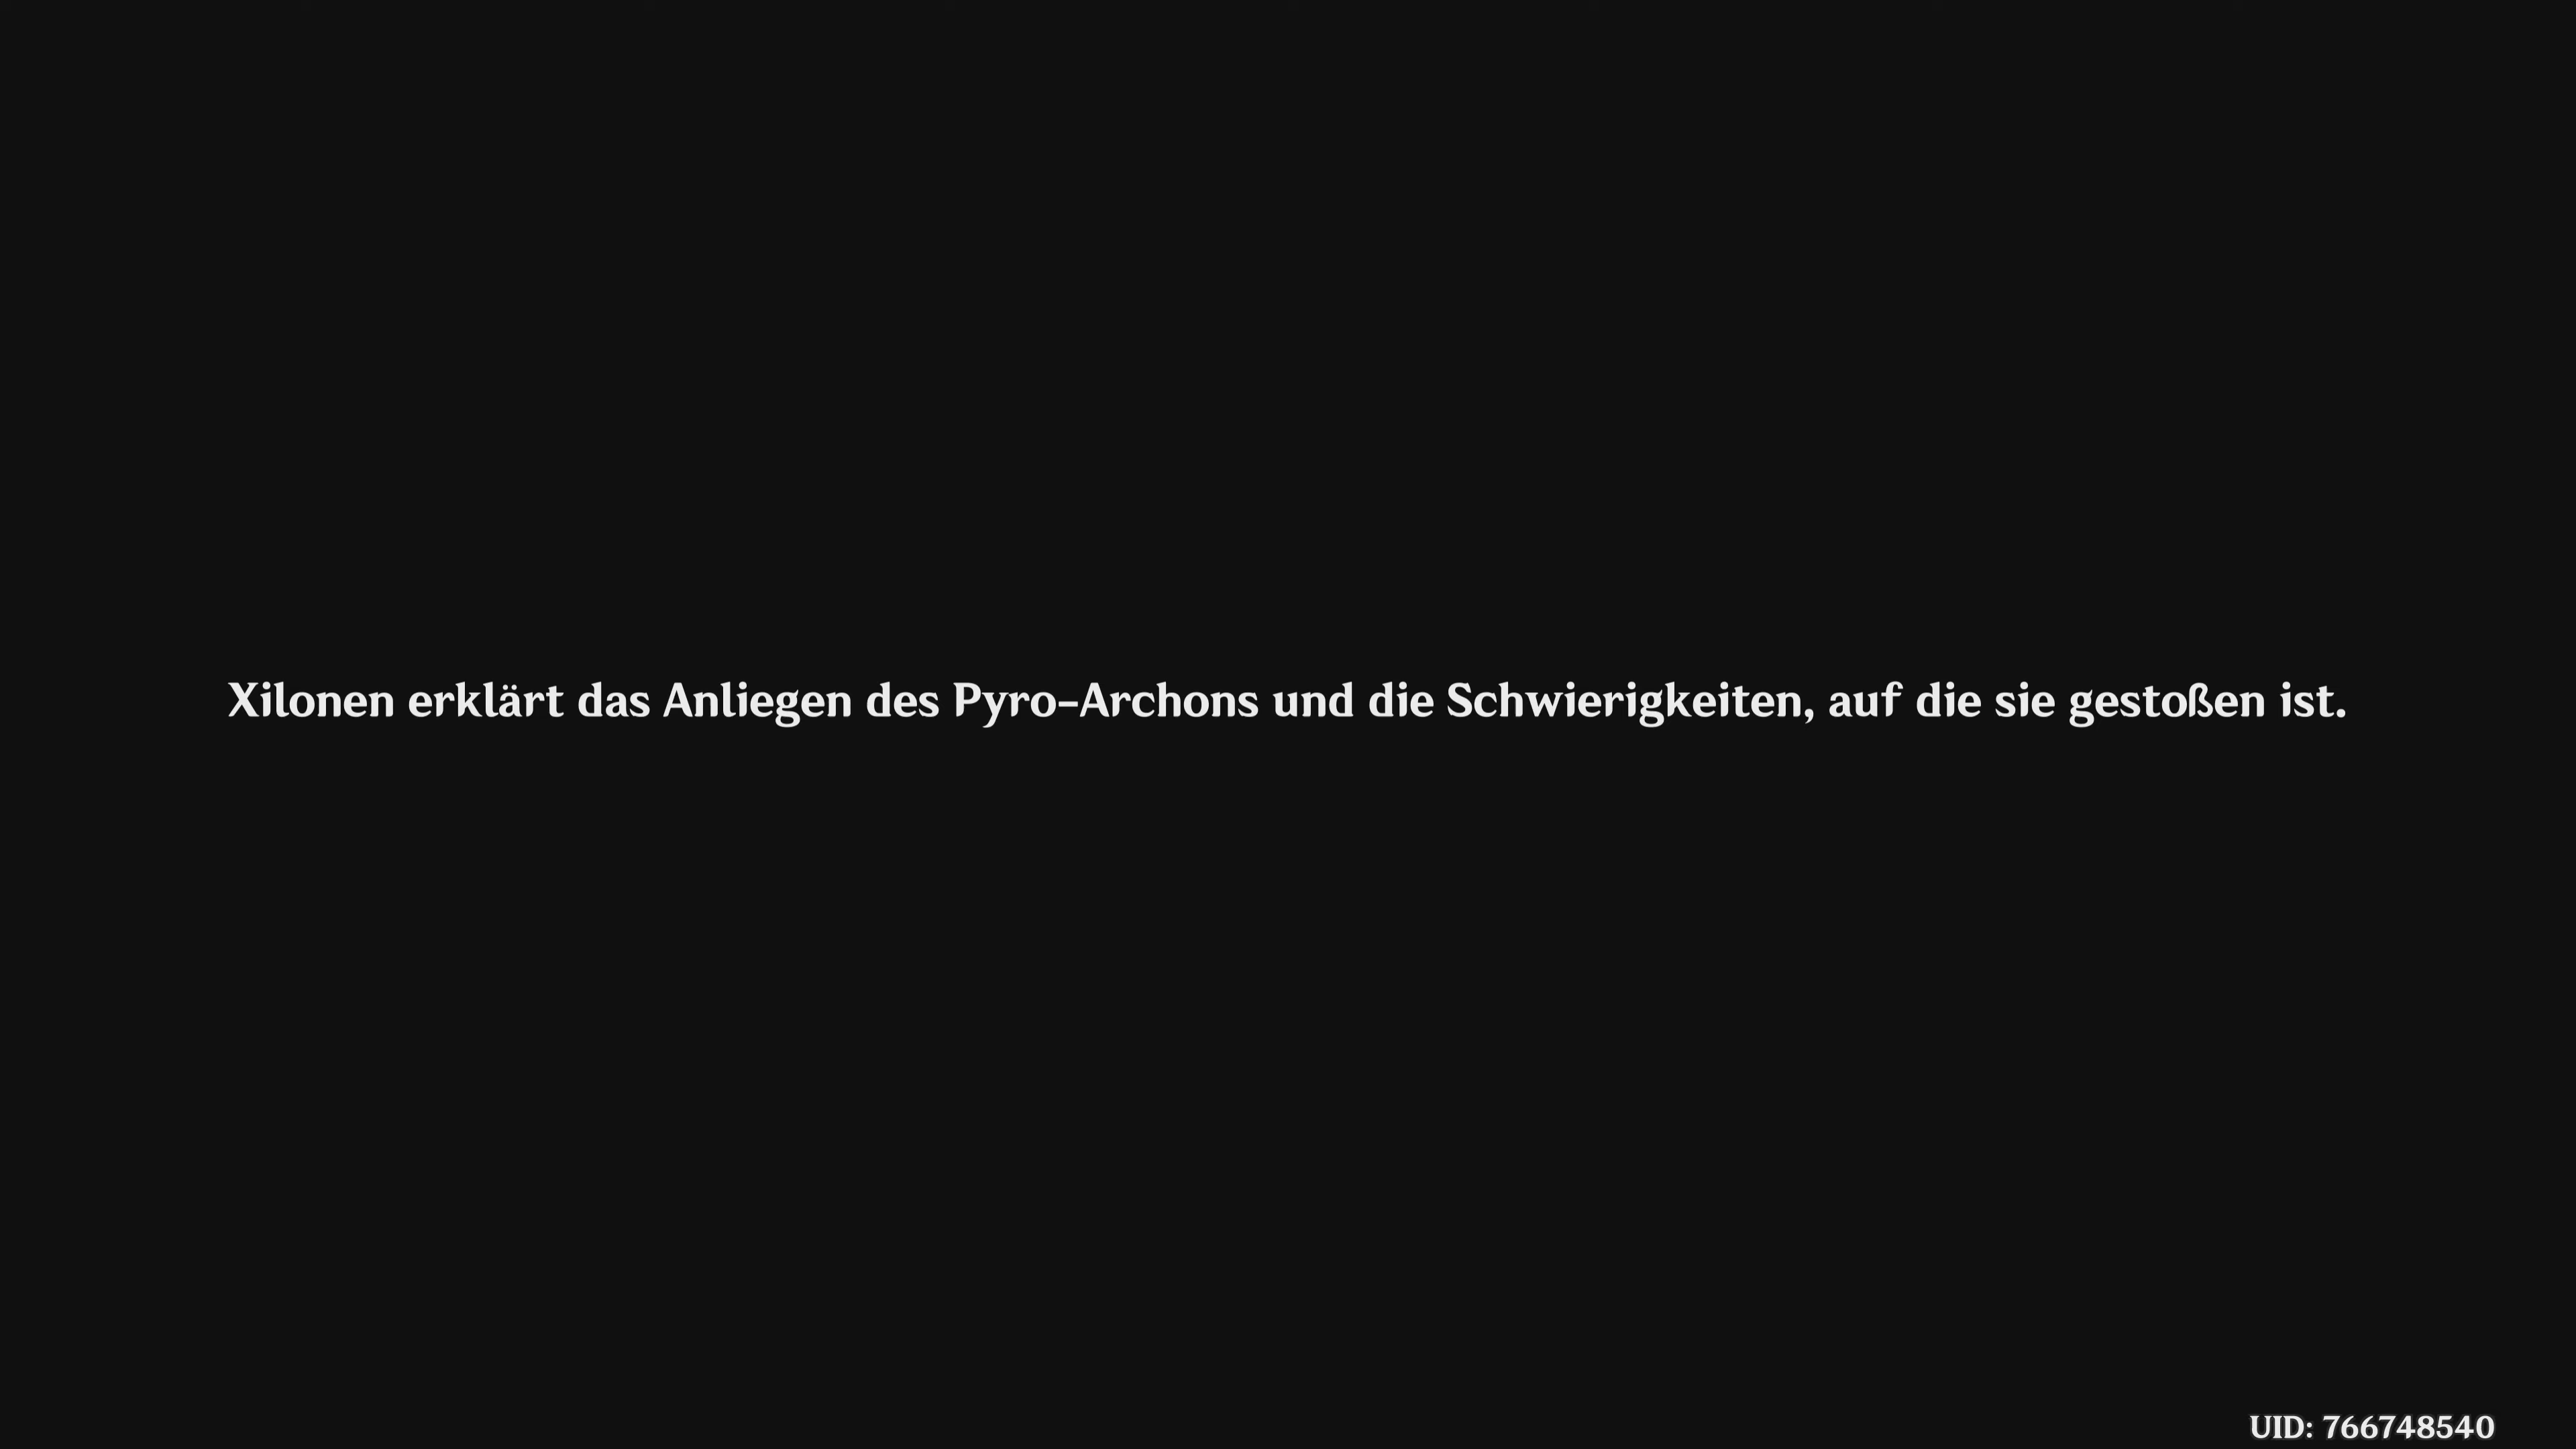 Xilonen erklärt das Anliegen des Pyro-Archons und die Schwierigkeiten, auf die sie gestoßen ist.
UID: 766748540